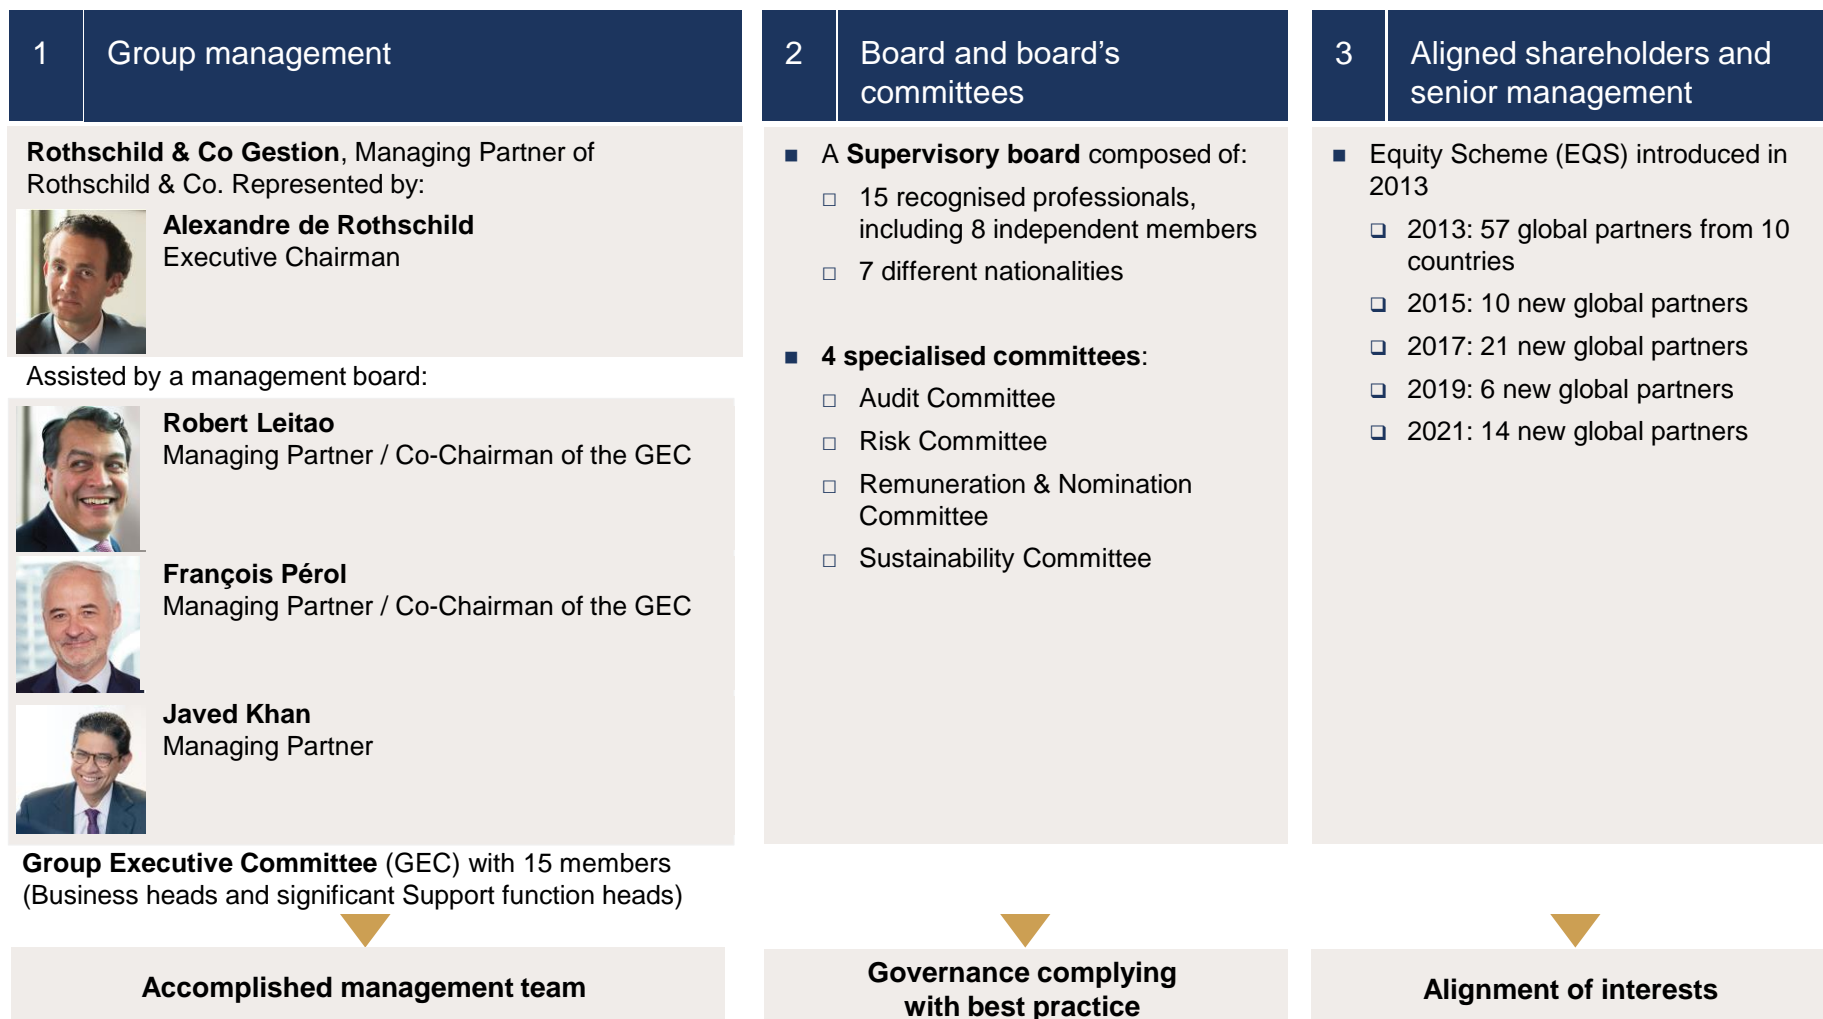 1
Group management
Rothschild & Co Gestion, Managing Partner of
Rothschild & Co. Represented by:
Alexandre de Rothschild
Executive Chairman
Assisted by a management board:
Robert Leitao
Managing Partner / Co-Chairman of the GEC
François Pérol
Managing Partner / Co-Chairman of the GEC
Javed Khan
Managing Partner
Group Executive Committee (GEC) with 15 members
(Business heads and significant Support function heads)
Accomplished management team
2
Board and board's
committees
A Supervisory board composed of:
15 recognised professionals,
including 8 independent members
7 different nationalities
4 specialised committees:
Audit Committee
Risk Committee
Remuneration & Nomination
Committee
Sustainability Committee
Governance complying
with best practice
3
Aligned shareholders and
senior management
Equity Scheme (EQS) introduced in
2013
2013: 57 global partners from 10
countries
2015: 10 new global partners
2017: 21 new global partners
2019: 6 new global partners
2021: 14 new global partners
Alignment of interests